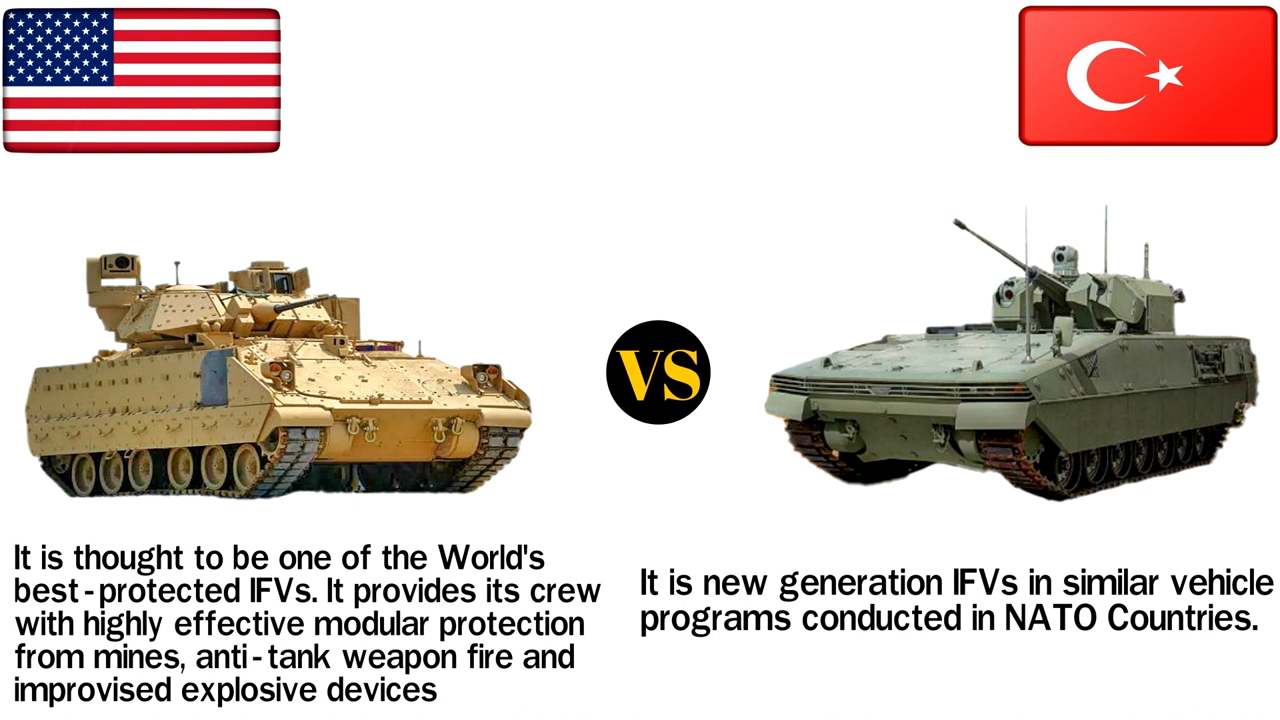 VS
It is thought to be one of the World's
best-protected IFVs. It provides its crew
with highly effective modular protection
from mines, anti-tank weapon fire and
improvised explosive devices
It is new generation IFVs in similar vehicle
programs conducted in NATO Countries.